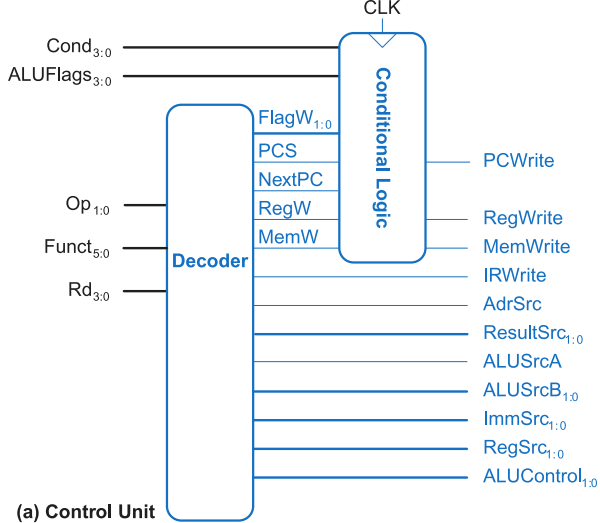 CLK
Cond3:0
ALUFlags3:0
Conditional Logic
FlagW1:0
PCS
PCWrite
NextPC
Op1:0
RegW
RegWrite
Funct5:0
MemW
MemWrite
Decoder
IRWrite
Rd3:0
AdrSrc
ResultSrc1:0
ALUSrcA
ALUSrcB1:0
ImmSrc1:0
RegSrc1:0
ALUControl1:0
(a) Control Unit